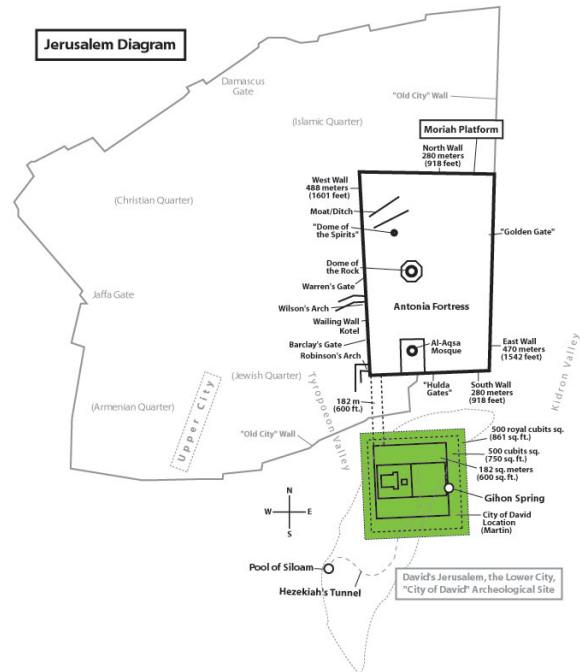 Jerusalem Diagram
Damascus
Gate
"Old City" Wall
(Islamic Quarter)
Moriah Platform
North Wall
280 meters
(918 feet)
West Wall
488 meters
(1601 feet)
(Christian Quarter)
Moat/Ditch
"Dome of
the Spirits"
"Golden Gate"
Dome of
the Rock
Warren's Gate
Jaffa Gate
Wilson's Arch
Antonia Fortress
Wailing Wall
Kotel
Barclay's Gate
Al-Aqsa
Mosque
East Wall
470 meters
(1542 feet)
Robinson's Arch
(Jewish Quarter)
"Hulda
Gates"
South Wall
280 meters
(918 feet)
Kidron Valley
182 m
(600 ft.)
(Armenian Quarter)
Upper City
Tyropoeon Valley
"Old City" Wall
500 royal cubits sq.
(861 sq. ft.)
500 cubits sq.
(750 sq. ft.)
182 sq. meters
(600 sq. ft.)
Gihon Spring
N
W E
S
City of David
Location
(Martin)
Pool of Siloam
Hezekiah's Tunnel
David's Jerusalem, the Lower City,
"City of David" Archeological Site